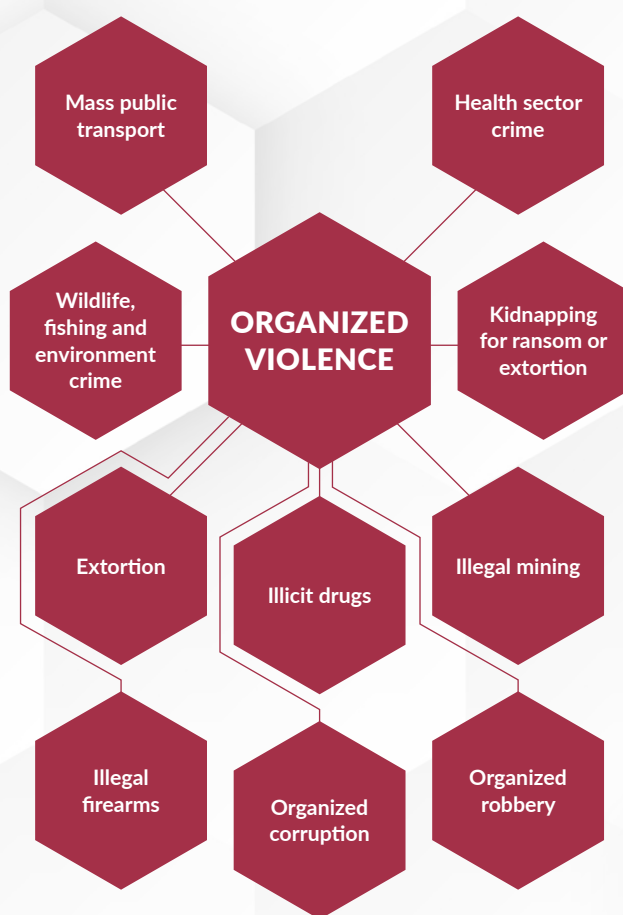 Mass public
transport
Health sector
crime
Wildlife,
fishing and
environment
crime
ORGANIZED
VIOLENCE
Kidnapping
for ransom or
extortion
Extortion
Illicit drugs
Illegal mining
Illegal
firearms
Organized
corruption
Organized
robbery